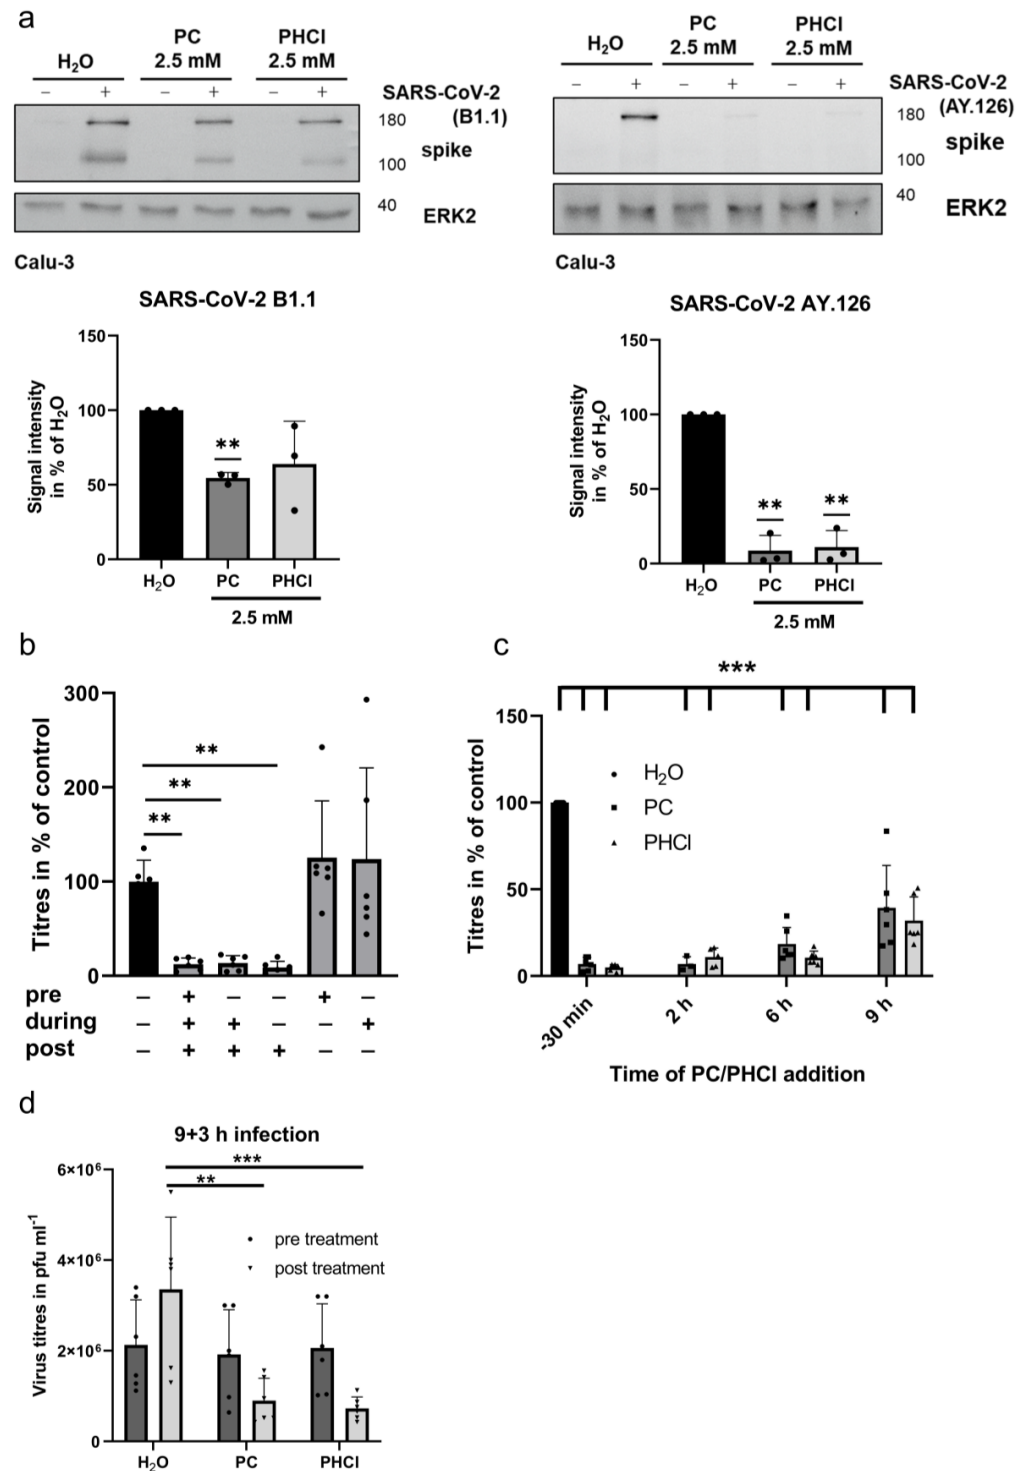 a
H₂O
PC
2.5 mM
PHCl
2.5 mM
– + – + – +
SARS-CoV-2
(B1.1)
180
100
spike
40
ERK2
Calu-3
H₂O
PC
2.5 mM
PHCl
2.5 mM
– + – + – +
SARS-CoV-2
(AY.126)
180
100
spike
40
ERK2
Calu-3
SARS-CoV-2 B1.1
Signal intensity
in % of H₂O
150
100
50
0
**
H₂O PC PHCl
2.5 mM
SARS-CoV-2 AY.126
Signal intensity
in % of H₂O
150
100
50
0
** **
H₂O PC PHCl
2.5 mM
b
Titres in % of control
300
200
100
0
**
**
**
pre – + – – + –
during – + + – – +
post – + + + – –
c
***
Titres in % of control
150
100
50
0
H₂O
PC
PHCl
-30 min 2 h 6 h 9 h
Time of PC/PHCl addition
d
9+3 h infection
***
**
Virus titres in pfu ml⁻¹
6×10⁶
4×10⁶
2×10⁶
0
pre treatment
post treatment
H₂O PC PHCl